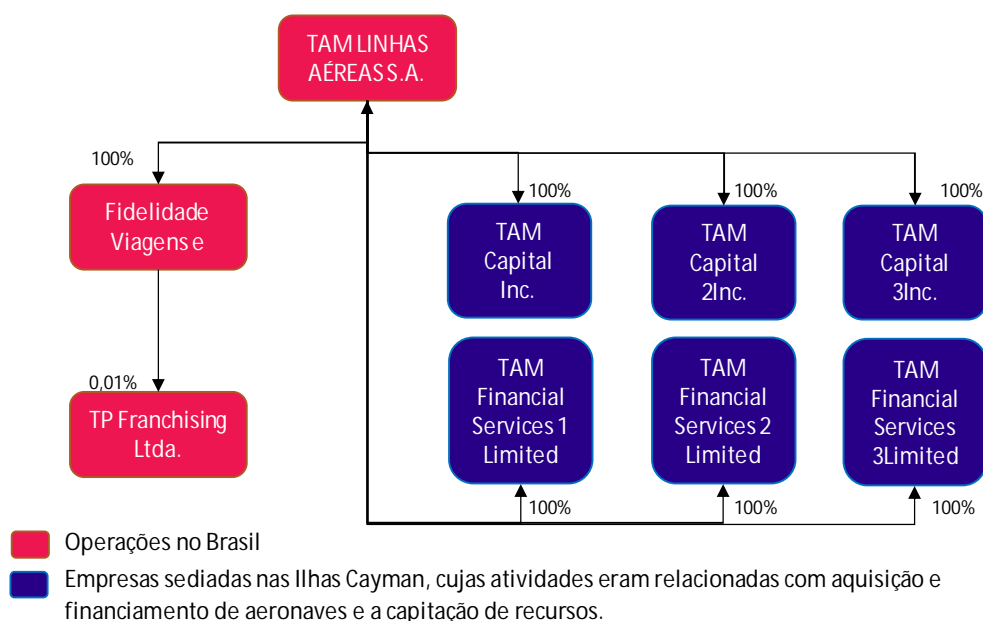 TAM LINHAS
AÉREAS S.A.
100%
Fidelidade
Viagens e
0,01%
TP Franchising
Ltda.
100%
TAM
Capital
Inc.
100%
TAM
Capital
2Inc.
100%
TAM
Capital
3Inc.
TAM
Financial
Services 1
Limited
100%
TAM
Financial
Services 2
Limited
100%
TAM
Financial
Services
3Limited
100%
Operações no Brasil
Empresas sediadas nas Ilhas Cayman, cujas atividades eram relacionadas com aquisição e
financiamento de aeronaves e a capitação de recursos.